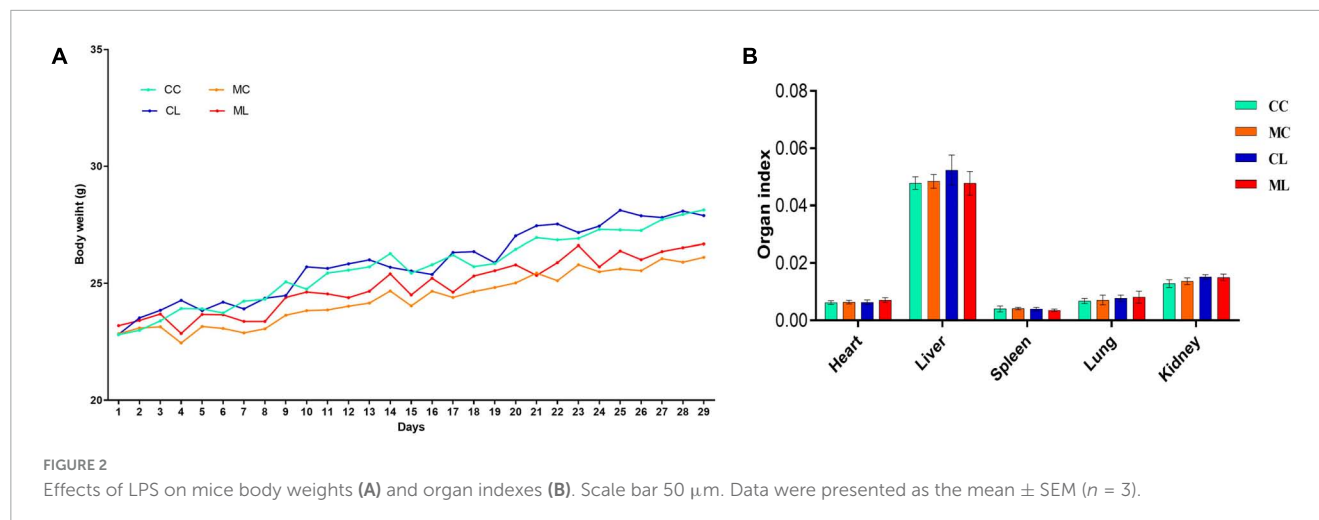 A
35
30
25
20
Body weiht (g)
CC
MC
CL
ML
1 2 3 4 5 6 7 8 9 10 11 12 13 14 15 16 17 18 19 20 21 22 23 24 25 26 27 28 29
Days
B
0.08
0.06
0.04
0.02
0.00
Organ index
CC
MC
CL
ML
Heart
Liver
Spleen
Lung
Kidney
FIGURE 2
Effects of LPS on mice body weights (A) and organ indexes (B). Scale bar 50 μm. Data were presented as the mean ± SEM (n = 3).